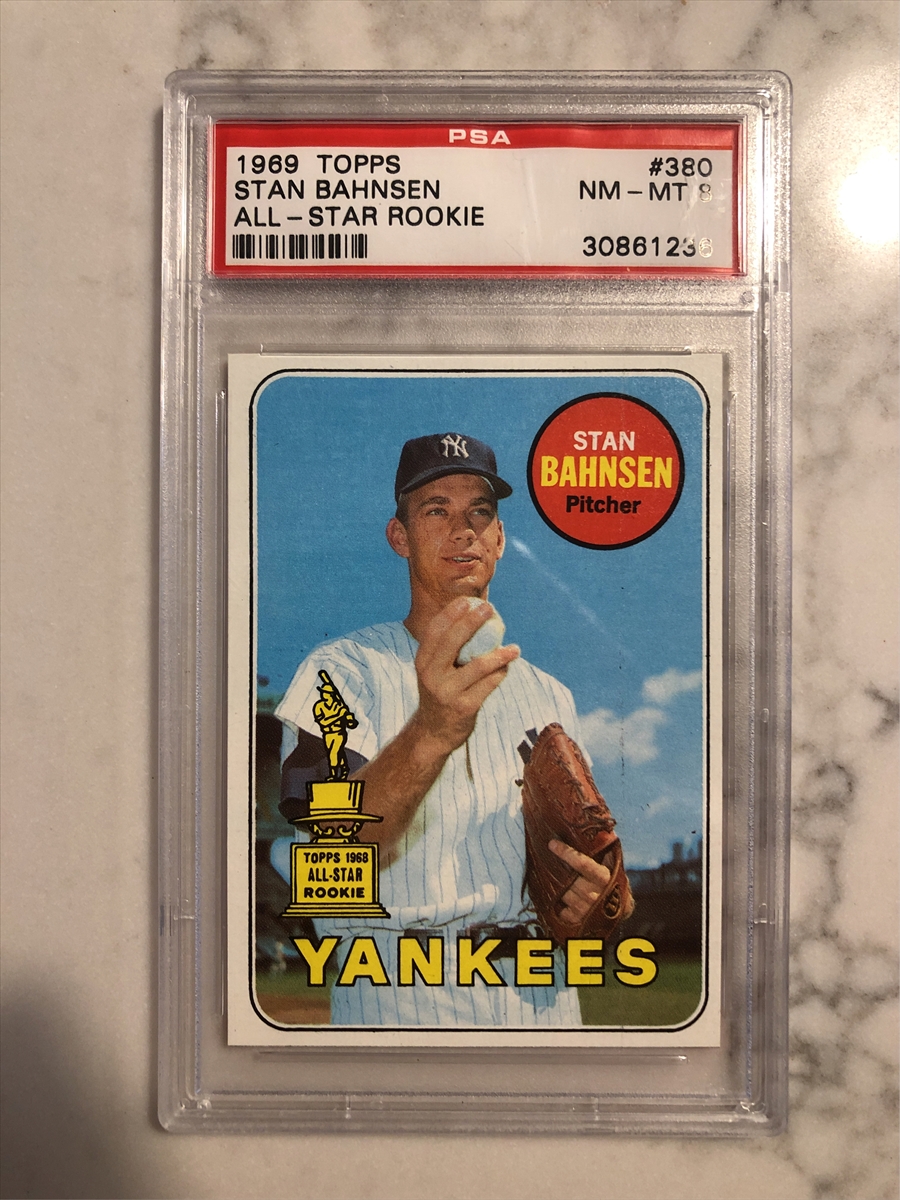 PSA
1969 TOPPS #380
STAN BAHNSEN NM-MT 8
ALL-STAR ROOKIE
30861236
NY
STAN
BAHNSEN
Pitcher
TOPPS 1968
ALL-STAR
ROOKIE
YANKEES